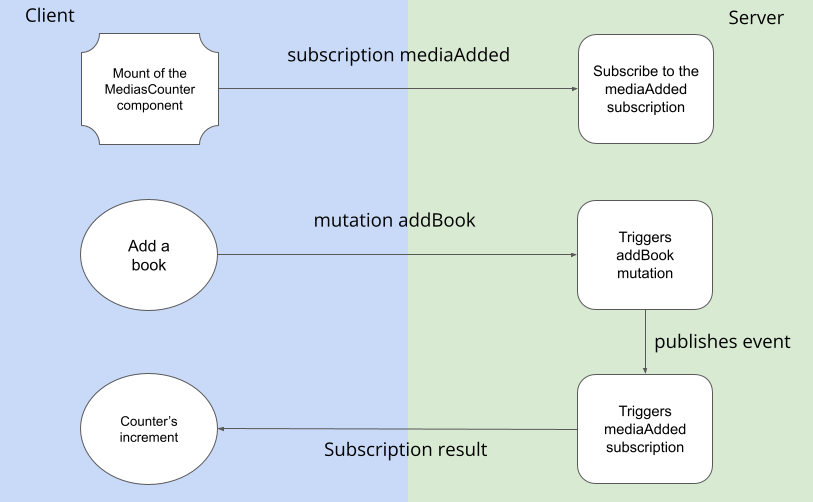 Client
Server
subscription mediaAdded
Mount of the
MediasCounter
component
Subscribe to the
mediaAdded
subscription
mutation addBook
Add a
book
Triggers
addBook
mutation
publishes event
Counter's
increment
Subscription result
Triggers
mediaAdded
subscription